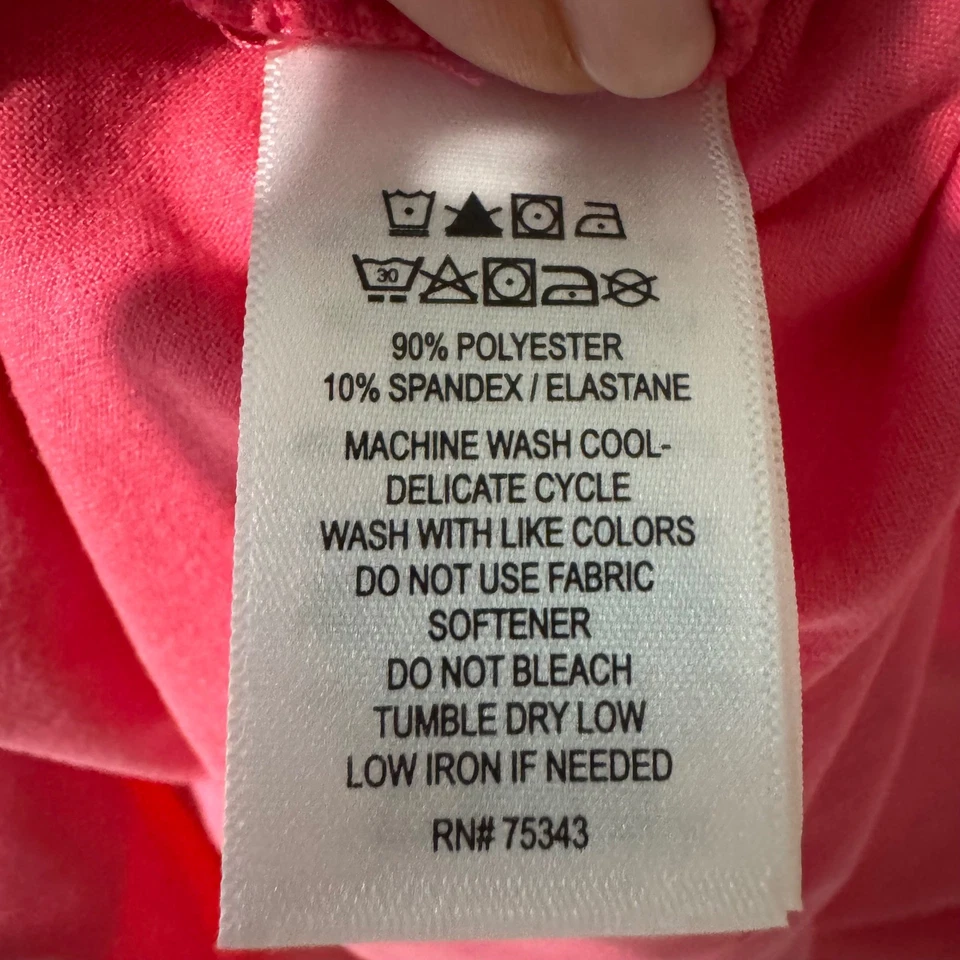 30
90% POLYESTER
10% SPANDEX / ELASTANE
MACHINE WASH COOL-
DELICATE CYCLE
WASH WITH LIKE COLORS
DO NOT USE FABRIC
SOFTENER
DO NOT BLEACH
TUMBLE DRY LOW
LOW IRON IF NEEDED
RN# 75343